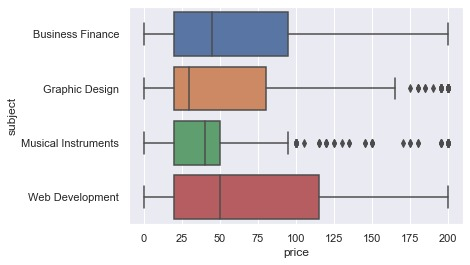 Business Finance
Graphic Design
Musical Instruments
Web Development
subject
0 25 50 75 100 125 150 175 200
price